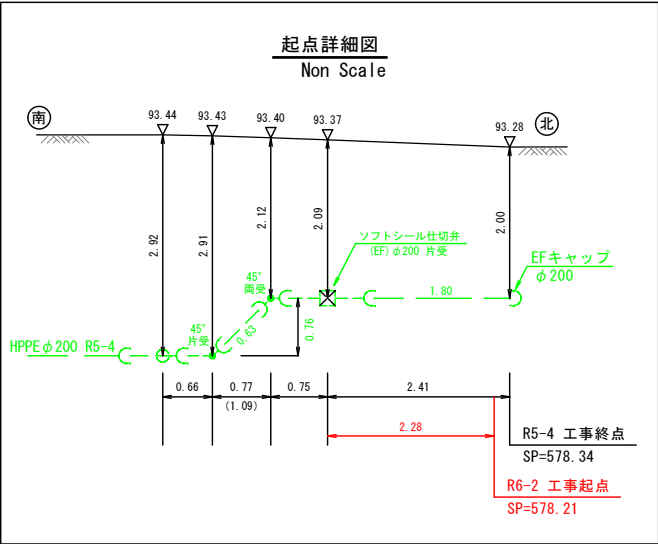 起点詳細図
Non Scale
南
93.44
93.43
93.40
93.37
93.28
北
2.92
2.91
2.12
2.09
2.00
ソフトシール仕切弁
(EF)φ200 片受
EFキャップ
φ200
45°
両受
1.80
45°
片受
0.63
0.76
HPPEφ200 R5-4
0.66
0.77
(1.09)
0.75
2.41
2.28
R5-4 工事終点
SP=578.34
R6-2 工事起点
SP=578.21